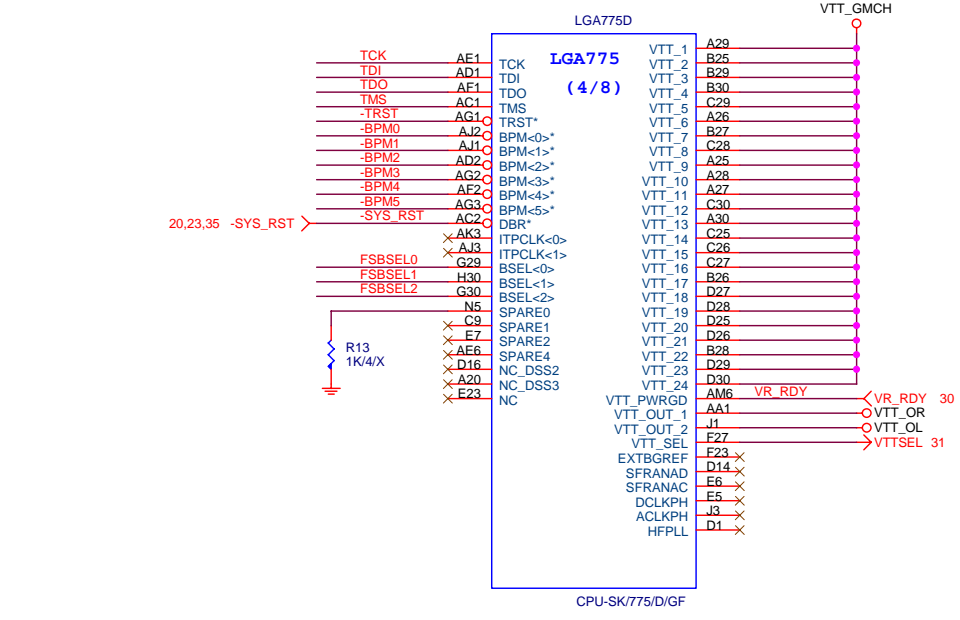 VTT_GMCH
LGA775D
LGA775
(4/8)
TCK AE1 TCK
TDI AD1 TDI
TDO AF1 TDO
TMS AC1 TMS
-TRST AG1 TRST*
-BPM0 AJ2 BPM<0>*
-BPM1 AJ1 BPM<1>*
-BPM2 AD2 BPM<2>*
-BPM3 AG2 BPM<3>*
-BPM4 AF2 BPM<4>*
-BPM5 AG3 BPM<5>*
20,23,35 -SYS_RST -SYS_RST AC2 DBR*
AK3 ITPCLK<0>
AJ3 ITPCLK<1>
FSBSEL0 G29 BSEL<0>
FSBSEL1 H30 BSEL<1>
FSBSEL2 G30 BSEL<2>
N5 SPARE0
C9 SPARE1
E7 SPARE2
AE6 SPARE4
D16 NC_DSS2
A20 NC_DSS3
E23 NC
R13
1K/4/X
VTT_1 A29
VTT_2 B25
VTT_3 B29
VTT_4 B30
VTT_5 C29
VTT_6 A26
VTT_7 B27
VTT_8 C28
VTT_9 A25
VTT_10 A28
VTT_11 A27
VTT_12 C30
VTT_13 A30
VTT_14 C25
VTT_15 C26
VTT_16 C27
VTT_17 B26
VTT_18 D27
VTT_19 D28
VTT_20 D25
VTT_21 D26
VTT_22 B28
VTT_23 D29
VTT_24 D30
VTT_PWRGD AM6 VR_RDY VR_RDY 30
VTT_OUT_1 AA1 VTT_OR
VTT_OUT_2 J1 VTT_OL
VTT_SEL F27 VTTSEL 31
EXTBGREF F23
SFRANAD D14
SFRANAC E6
DCLKPH E5
ACLKPH J3
HFPLL D1
CPU-SK/775/D/GF